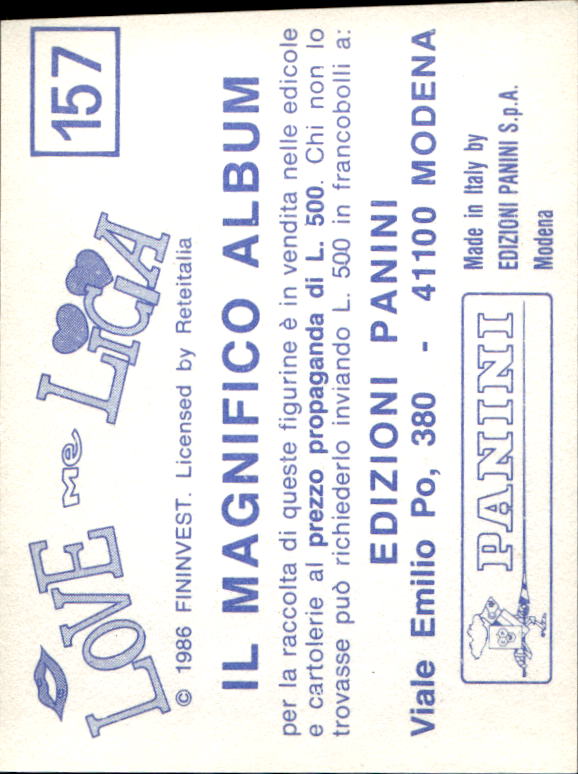 LOVE me LiCiA
157
© 1986 FININVEST. Licensed by Reteitalia
IL MAGNIFICO ALBUM
per la raccolta di queste figurine è in vendita nelle edicole
e cartolerie al prezzo propaganda di L. 500. Chi non lo
trovasse può richiederlo inviando L. 500 in francobolli a:
EDIZIONI PANINI
Viale Emilio Po, 380 - 41100 MODENA
PANINI
Made in Italy by
EDIZIONI PANINI S.p.A.
Modena